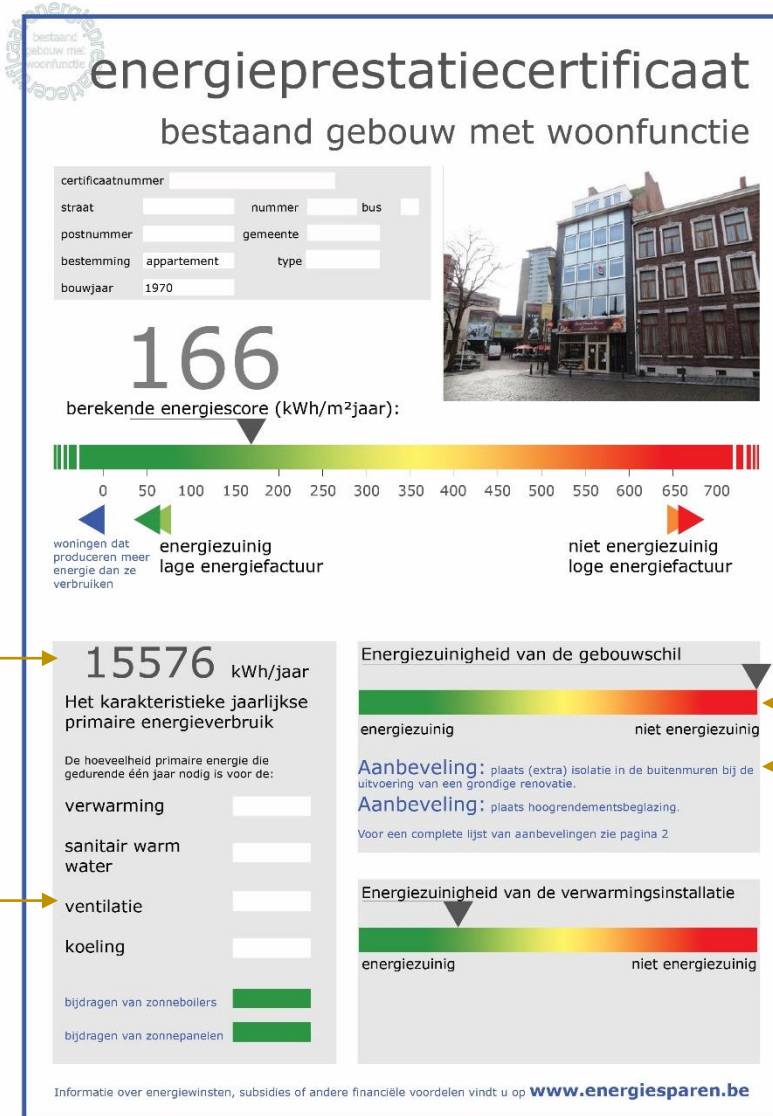 energieprestatiecertificaat
bestaand
gebouw met
woonfunctie
energieprestatiecertificaat
bestaand gebouw met woonfunctie
certificaatnummer
straat nummer bus
postnummer gemeente
bestemming appartement type
bouwjaar 1970
166
berekende energiescore (kWh/m²jaar):
0 50 100 150 200 250 300 350 400 450 500 550 600 650 700
woningen dat
produceren meer
energie dan ze
verbruiken
energiezuinig
lage energiefactuur
niet energiezuinig
loge energiefactuur
15576 kWh/jaar
Het karakteristieke jaarlijkse
primaire energieverbruik
De hoeveelheid primaire energie die
gedurende één jaar nodig is voor de:
verwarming
sanitair warm
water
ventilatie
koeling
bijdragen van zonneboilers
bijdragen van zonnepanelen
Energiezuinigheid van de gebouwschil
energiezuinig niet energiezuinig
Aanbeveling: plaats (extra) isolatie in de buitenmuren bij de
uitvoering van een grondige renovatie.
Aanbeveling: plaats hoogrendementsbeglazing.
Voor een complete lijst van aanbevelingen zie pagina 2
Energiezuinigheid van de verwarmingsinstallatie
energiezuinig niet energiezuinig
Informatie over energiewinsten, subsidies of andere financiële voordelen vindt u op www.energiesparen.be